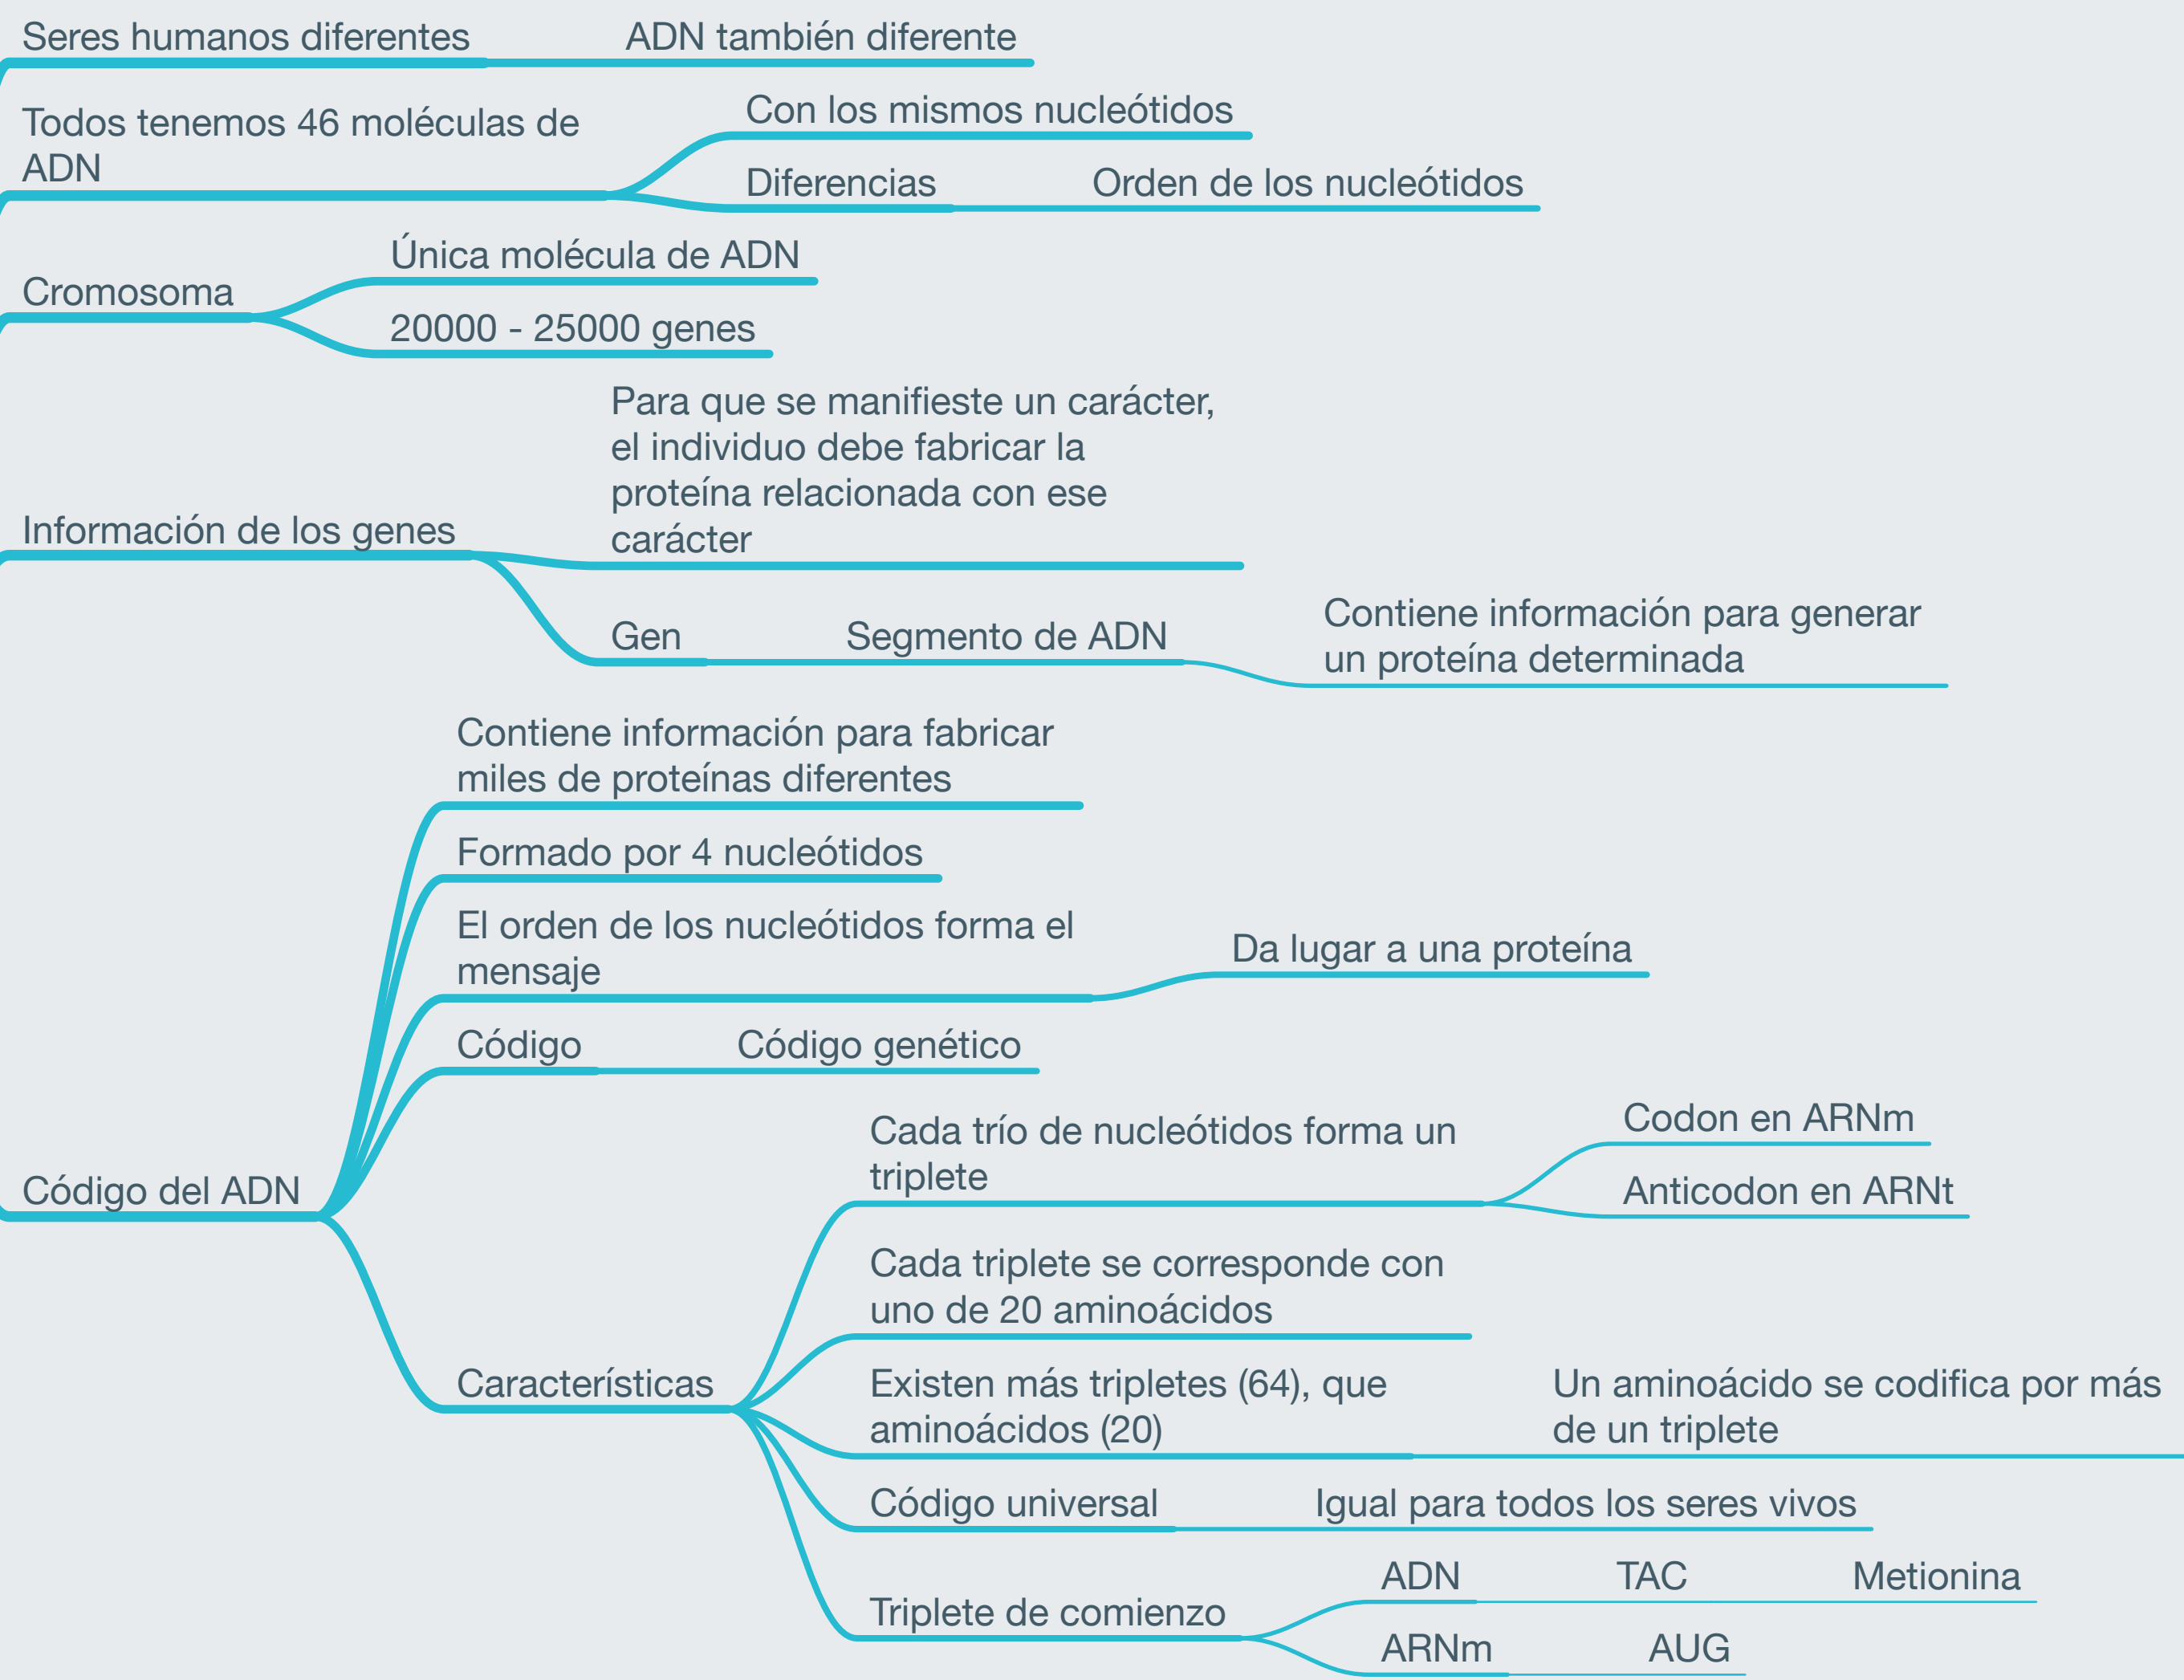 Seres humanos diferentes
ADN también diferente
Todos tenemos 46 moléculas de
ADN
Con los mismos nucleótidos
Diferencias
Orden de los nucleótidos
Cromosoma
Única molécula de ADN
20000 - 25000 genes
Información de los genes
Para que se manifieste un carácter,
el individuo debe fabricar la
proteína relacionada con ese
carácter
Gen
Segmento de ADN
Contiene información para generar
un proteína determinada
Código del ADN
Contiene información para fabricar
miles de proteínas diferentes
Formado por 4 nucleótidos
El orden de los nucleótidos forma el
mensaje
Da lugar a una proteína
Código
Código genético
Características
Cada trío de nucleótidos forma un
triplete
Codon en ARNm
Anticodon en ARNt
Cada triplete se corresponde con
uno de 20 aminoácidos
Existen más tripletes (64), que
aminoácidos (20)
Un aminoácido se codifica por más
de un triplete
Código universal
Igual para todos los seres vivos
Triplete de comienzo
ADN
TAC
Metionina
ARNm
AUG